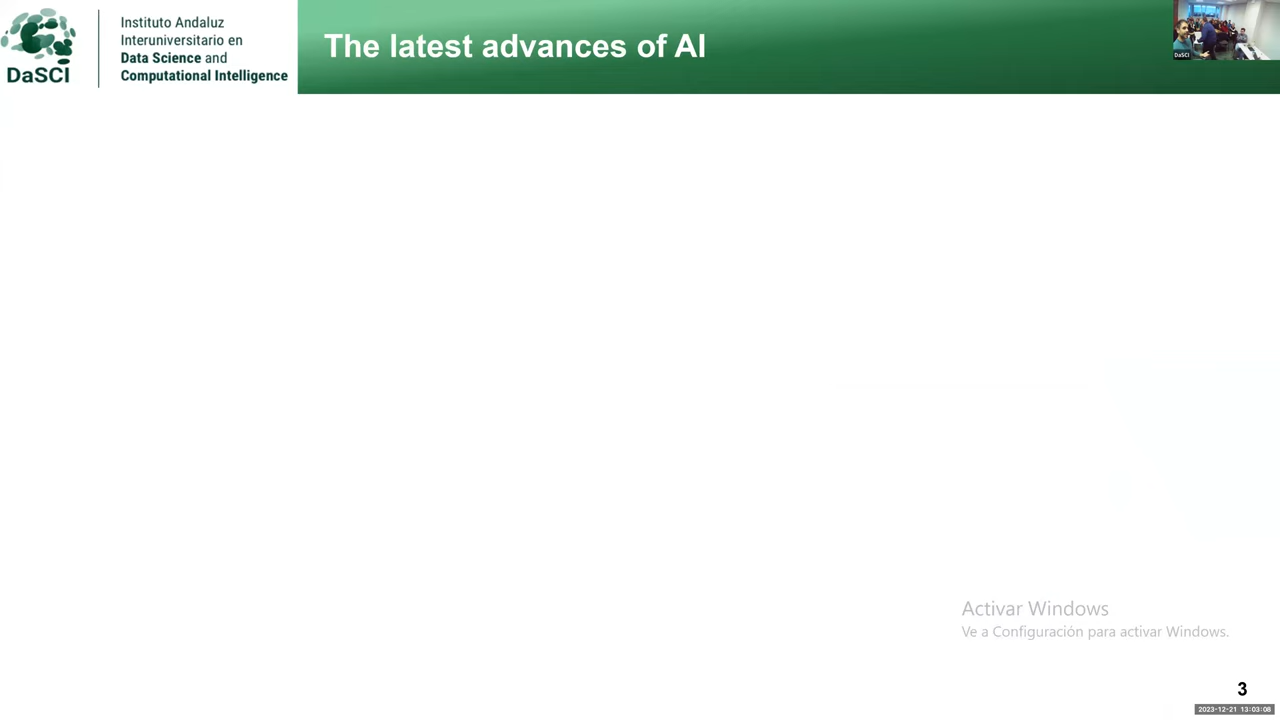 DaSCI
Instituto Andaluz
Interuniversitario en
Data Science and
Computational Intelligence
The latest advances of AI
DaSCI
Activar Windows
Ve a Configuración para activar Windows.
3
2023-12-21 13:03:08